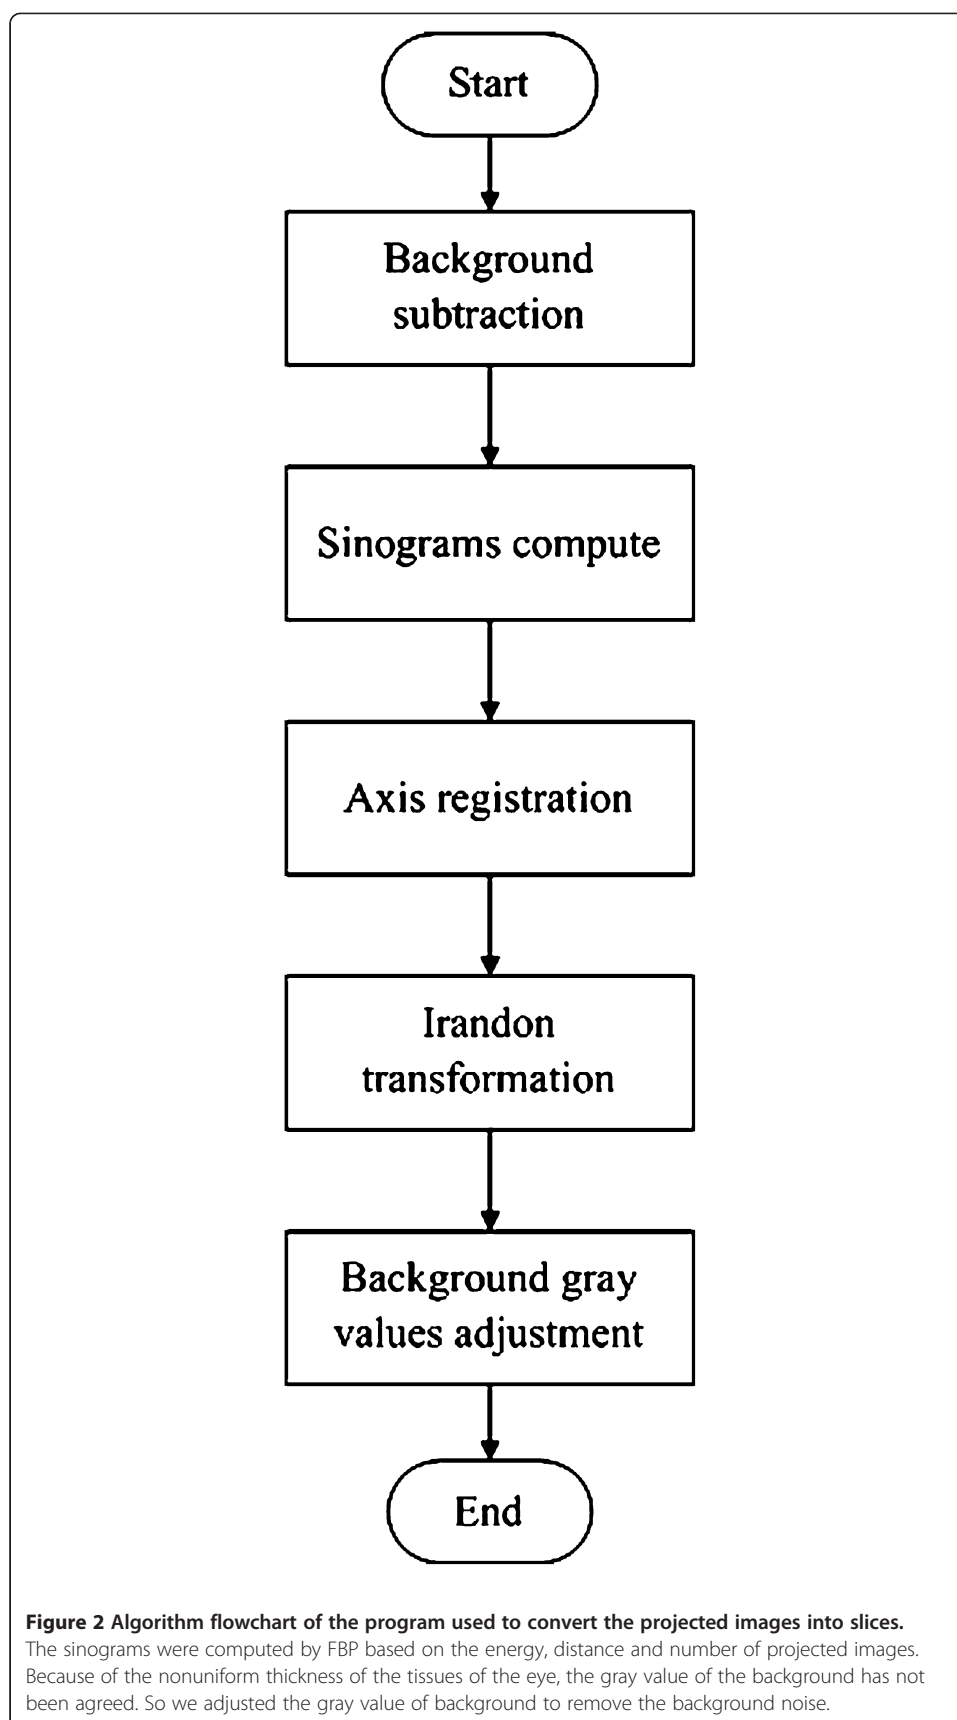 Start
Background
subtraction
Sinograms compute
Axis registration
Irandon
transformation
Background gray
values adjustment
End
Figure 2 Algorithm flowchart of the program used to convert the projected images into slices.
The sinograms were computed by FBP based on the energy, distance and number of projected images.
Because of the nonuniform thickness of the tissues of the eye, the gray value of the background has not
been agreed. So we adjusted the gray value of background to remove the background noise.